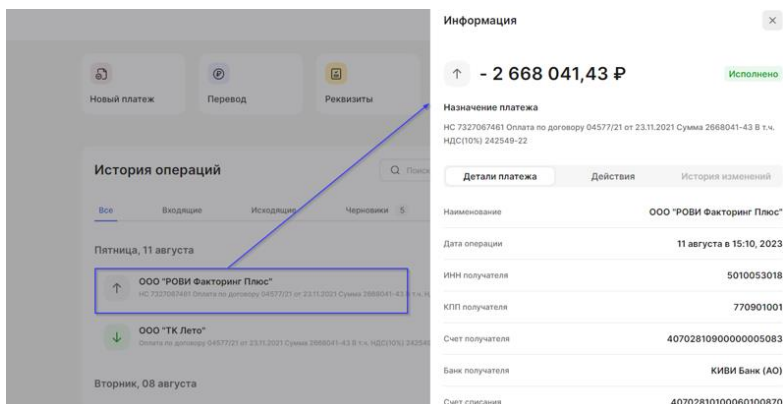 Новый платеж
Перевод
Реквизиты
История операций
Поиск
Все
Входящие
Исходящие
Черновики 5
Пятница, 11 августа
ООО "РОВИ Факторинг Плюс"
НС 7327067461 Оплата по договору 04577/21 от 23.11.2021 Сумма 2668041-43 В т.ч.
ООО "ТК Лето"
Оплата по договору 04577/21 от 23.11.2021 Сумма 2668041-43 В т.ч. НДС(10%) 242549
Вторник, 08 августа
Информация
- 2 668 041,43 ₽
Исполнено
Назначение платежа
НС 7327067461 Оплата по договору 04577/21 от 23.11.2021 Сумма 2668041-43 В т.ч.
НДС(10%) 242549-22
Детали платежа
Действия
История изменений
Наименование
ООО "РОВИ Факторинг Плюс"
Дата операции
11 августа в 15:10, 2023
ИНН получателя
5010053018
КПП получателя
770901001
Счет получателя
40702810900000005083
Банк получателя
КИВИ Банк (АО)
Счет списания
40702810100060100870